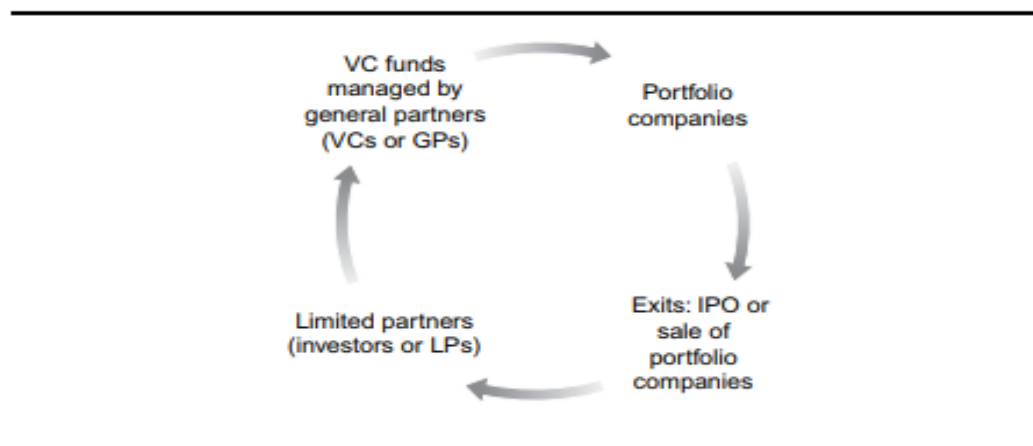 VC funds
managed by
general partners
(VCs or GPs)
Portfolio
companies
Limited partners
(investors or LPs)
Exits: IPO or
sale of
portfolio
companies